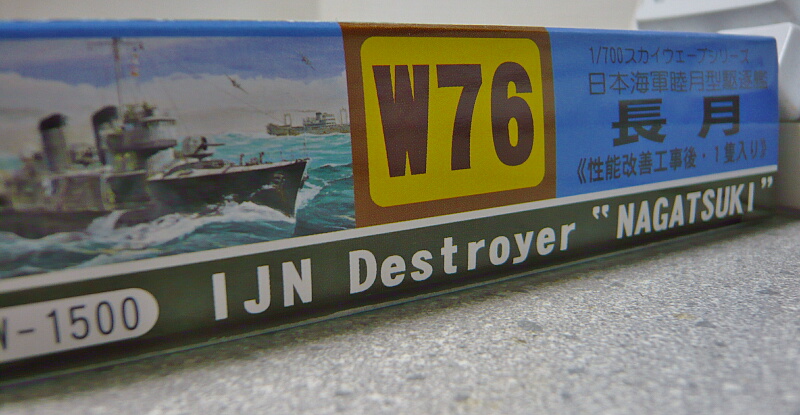 W76
1/700スカイウェーブシリーズ
日本海軍睦月型駆逐艦
長月
《性能改善工事後・1隻入り》
IJN Destroyer “NAGATSUKI”
W-1500